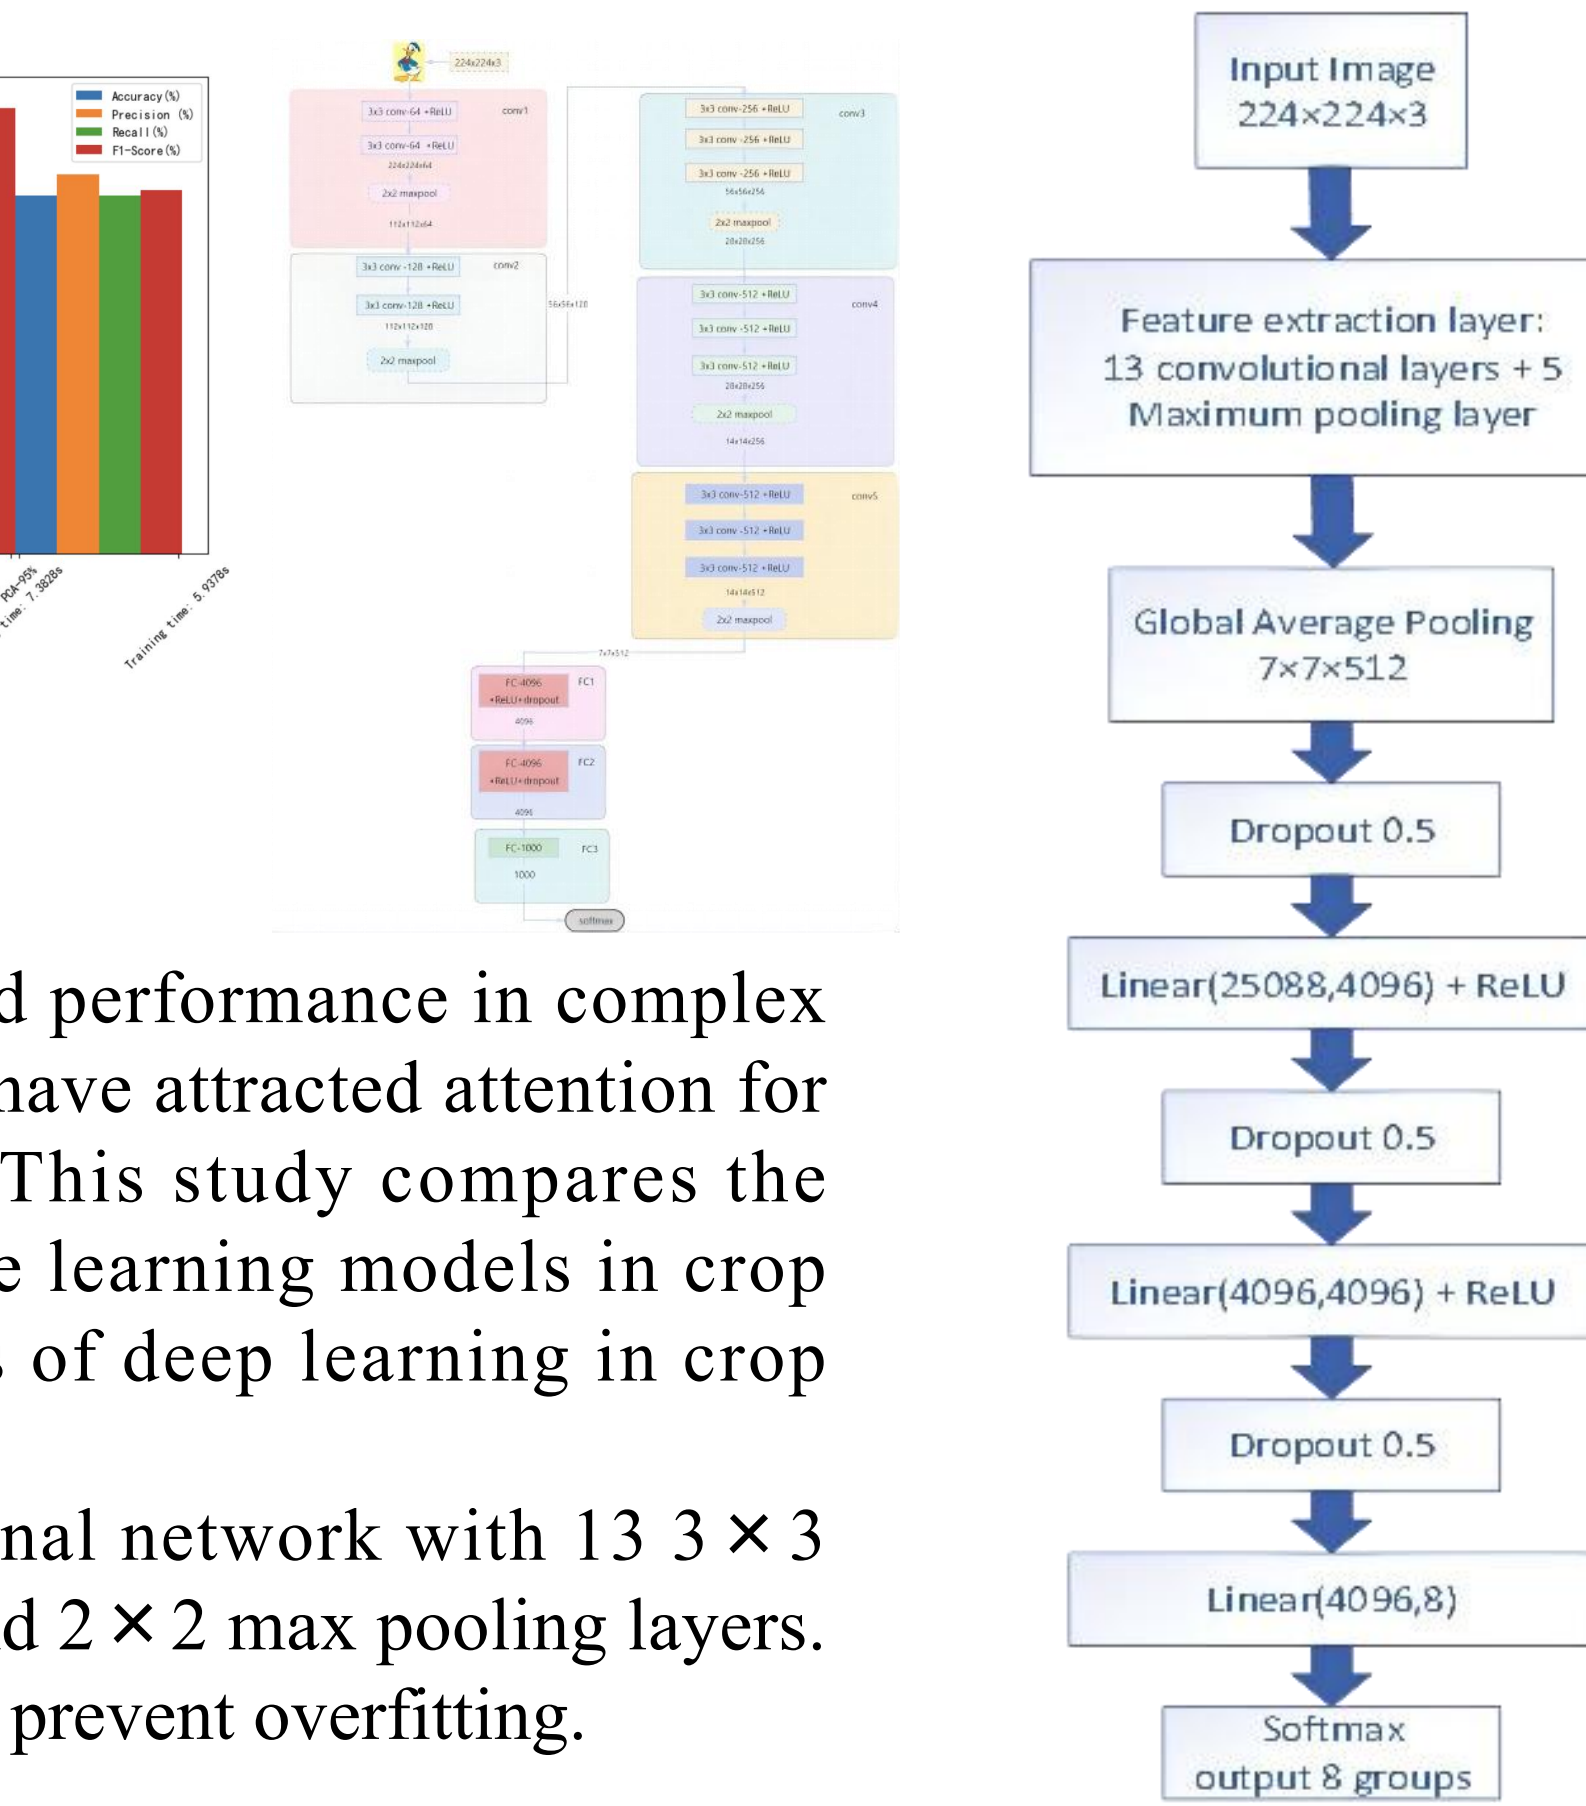 Accuracy(%)
Precision (%)
Recall(%)
F1-Score(%)
PCA-95%
time: 7.3828s
Training time: 5.9378s
224x224x3
3x3 conv-64 +ReLU
conv1
3x3 conv-64 +ReLU
224x224x64
2x2 maxpool
112x112x64
3x3 conv -128 +ReLU
conv2
3x3 conv-128 +ReLU
112x112x128
2x2 maxpool
56x56x128
3x3 conv-256 +ReLU
conv3
3x3 conv -256 +ReLU
3x3 conv -256 +ReLU
56x56x256
2x2 maxpool
28x28x256
3x3 conv-512 +ReLU
conv4
3x3 conv -512 +ReLU
3x3 conv-512 +ReLU
28x28x256
2x2 maxpool
14x14x256
3x3 conv-512 +ReLU
conv5
3x3 conv -512 +ReLU
3x3 conv-512 +ReLU
14x14x512
2x2 maxpool
7x7x512
FC-4096
FC1
+ReLU+dropout
4096
FC-4096
FC2
+ReLU+dropout
4096
FC-1000
FC3
1000
softmax
d performance in complex
have attracted attention for
This study compares the
e learning models in crop
of deep learning in crop
nal network with 13 3×3
d 2×2 max pooling layers.
prevent overfitting.
Input Image
224×224×3
Feature extraction layer:
13 convolutional layers + 5
Maximum pooling layer
Global Average Pooling
7×7×512
Dropout 0.5
Linear(25088,4096) + ReLU
Dropout 0.5
Linear(4096,4096) + ReLU
Dropout 0.5
Linear(4096,8)
Softmax
output 8 groups